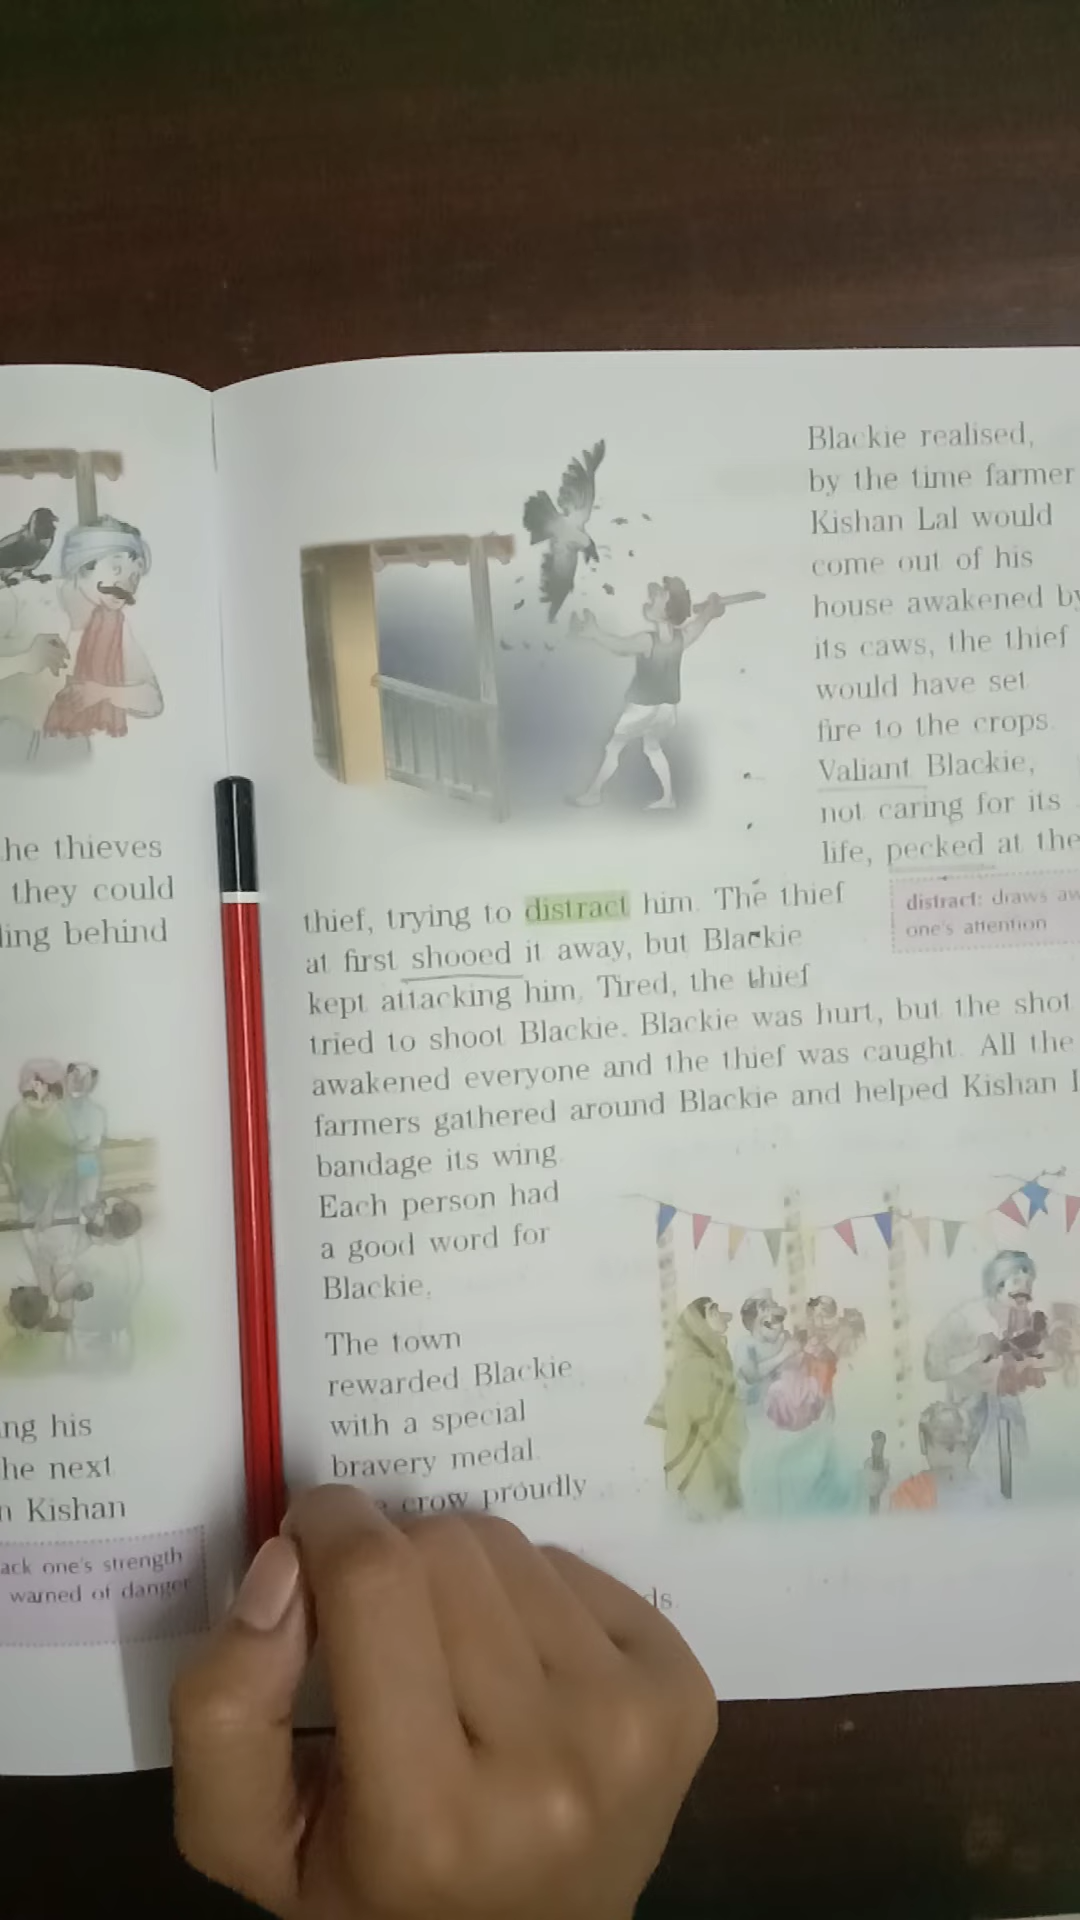 he thieves
they could
ling behind
ng his
he next
n Kishan
ack one's strength
warned of danger
Blackie realised,
by the time farmer
Kishan Lal would
come out of his
house awakened by
its caws, the thief
would have set
fire to the crops.
Valiant Blackie,
not caring for its
life, pecked at the
thief, trying to distract him. The thief
at first shooed it away, but Blackie
kept attacking him. Tired, the thief
tried to shoot Blackie. Blackie was hurt, but the shot
awakened everyone and the thief was caught. All the
farmers gathered around Blackie and helped Kishan
bandage its wing.
Each person had
a good word for
Blackie.
distract: draws aw
one's attention
The town
rewarded Blackie
with a special
bravery medal.
crow proudly
ds.